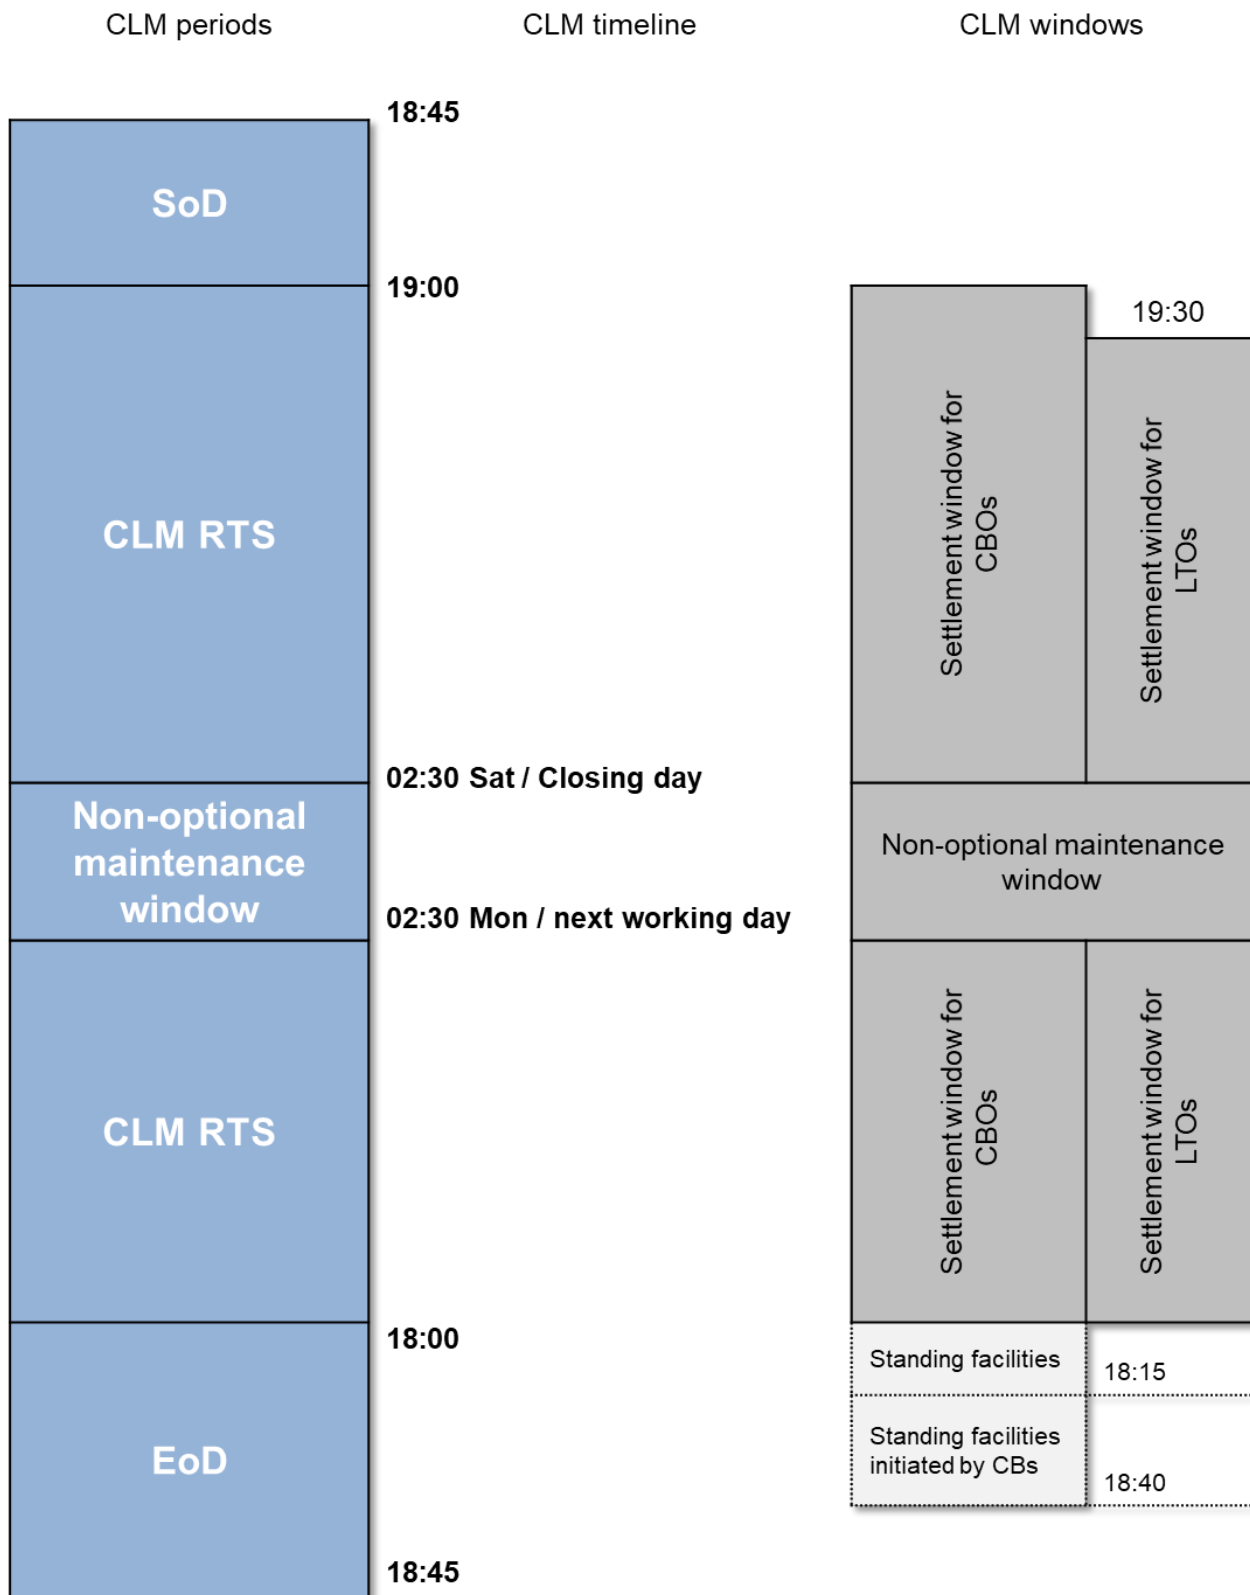 CLM periods
CLM timeline
CLM windows
18:45
SoD
19:00
19:30
CLM RTS
Settlement window for
CBOs
Settlement window for
LTOs
02:30 Sat / Closing day
Non-optional
maintenance
window
Non-optional maintenance
window
02:30 Mon / next working day
CLM RTS
Settlement window for
CBOs
Settlement window for
LTOs
18:00
Standing facilities
18:15
EoD
Standing facilities
initiated by CBs
18:40
18:45